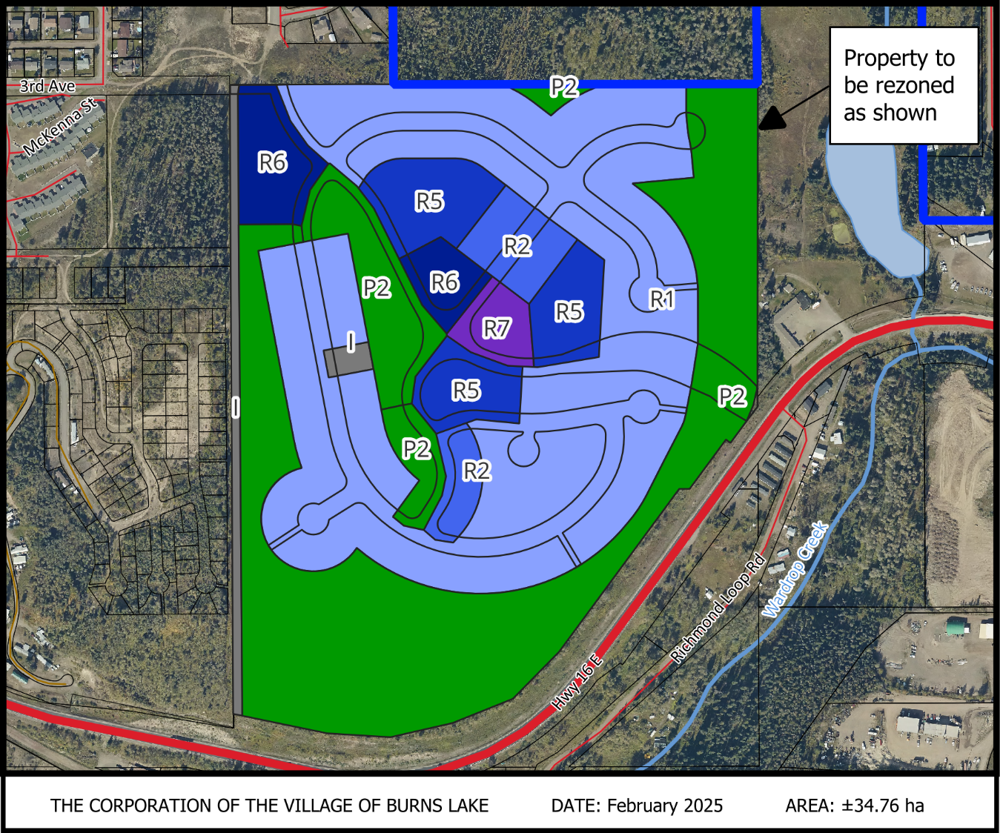 3rd Ave
McKenna St
P2
Property to
be rezoned
as shown
R6
R5
R2
R6
P2
R1
R5
R7
I
R5
P2
I
P2
R2
Wardrop Creek
Richmond Loop Rd
Hwy 16 E
THE CORPORATION OF THE VILLAGE OF BURNS LAKE
DATE: February 2025
AREA: ±34.76 ha